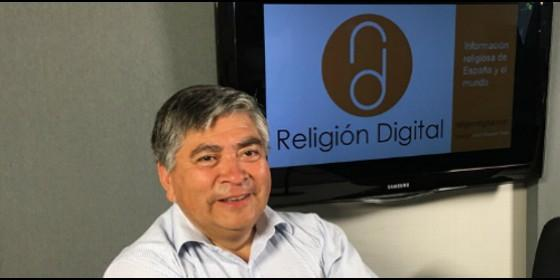 Religión Digital
Información
religiosa de
España y el
mundo
SAMSUNG